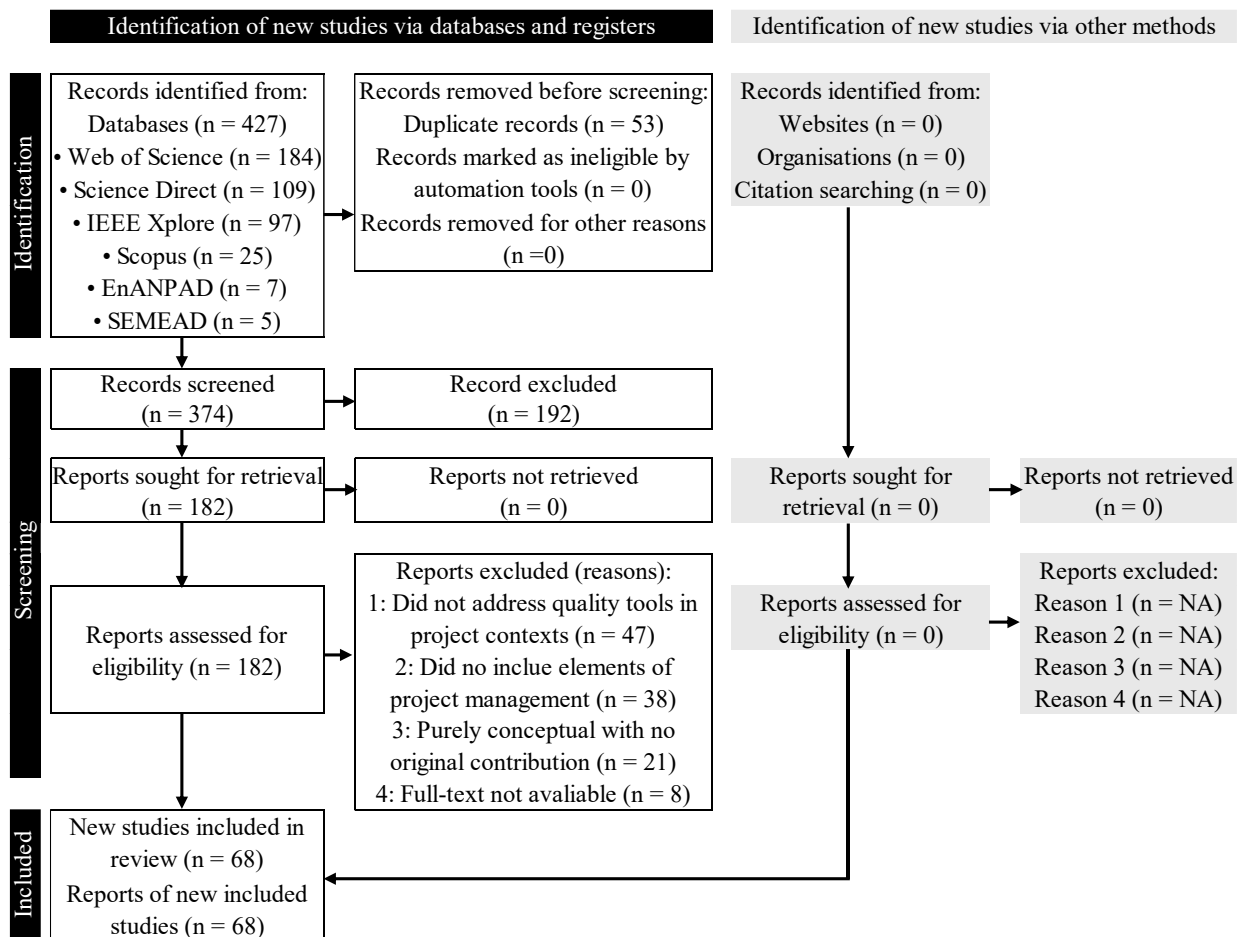 Identification of new studies via databases and registers
Identification of new studies via other methods
Identification
Records identified from:
Databases (n = 427)
• Web of Science (n = 184)
• Science Direct (n = 109)
• IEEE Xplore (n = 97)
• Scopus (n = 25)
• EnANPAD (n = 7)
• SEMEAD (n = 5)
Records removed before screening:
Duplicate records (n = 53)
Records marked as ineligible by
automation tools (n = 0)
Records removed for other reasons
(n =0)
Records identified from:
Websites (n = 0)
Organisations (n = 0)
Citation searching (n = 0)
Screening
Records screened
(n = 374)
Record excluded
(n = 192)
Reports sought for retrieval
(n = 182)
Reports not retrieved
(n = 0)
Reports sought for
retrieval (n = 0)
Reports not retrieved
(n = 0)
Reports assessed for
eligibility (n = 182)
Reports excluded (reasons):
1: Did not address quality tools in
project contexts (n = 47)
2: Did no inclue elements of
project management (n = 38)
3: Purely conceptual with no
original contribution (n = 21)
4: Full-text not avaliable (n = 8)
Reports assessed for
eligibility (n = 0)
Reports excluded:
Reason 1 (n = NA)
Reason 2 (n = NA)
Reason 3 (n = NA)
Reason 4 (n = NA)
Included
New studies included in
review (n = 68)
Reports of new included
studies (n = 68)